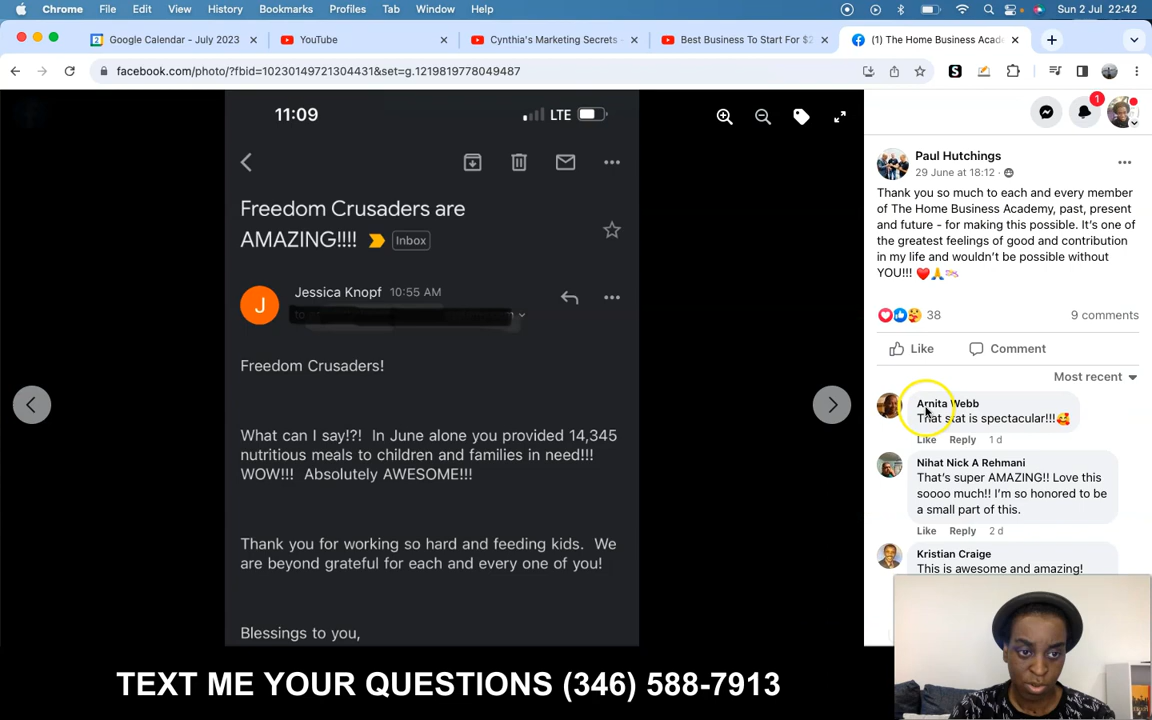 Chrome File Edit View History Bookmarks Profiles Tab Window Help Sun 2 Jul 22:42
Google Calendar - July 2023 YouTube Cynthia's Marketing Secrets - Best Business To Start For $2 (1) The Home Business Acad
facebook.com/photo/?fbid=10230149721304431&set=g.1219819778049487
11:09 LTE
1
Freedom Crusaders are
AMAZING!!!! Inbox
Jessica Knopf 10:55 AM
Freedom Crusaders!
What can I say!?! In June alone you provided 14,345
nutritious meals to children and families in need!!!
WOW!!! Absolutely AWESOME!!!
Thank you for working so hard and feeding kids. We
are beyond grateful for each and every one of you!
Blessings to you,
Paul Hutchings
29 June at 18:12 ·
Thank you so much to each and every member
of The Home Business Academy, past, present
and future - for making this possible. It's one of
the greatest feelings of good and contribution
in my life and wouldn't be possible without
YOU!!! ❤️🙏
38 9 comments
Like Comment
Most recent
Arnita Webb
That stat is spectacular!!!🥰
Like Reply 1 d
Nihat Nick A Rehmani
That's super AMAZING!! Love this
soooo much!! I'm so honored to be
a small part of this.
Like Reply 2 d
Kristian Craige
This is awesome and amazing!
TEXT ME YOUR QUESTIONS (346) 588-7913